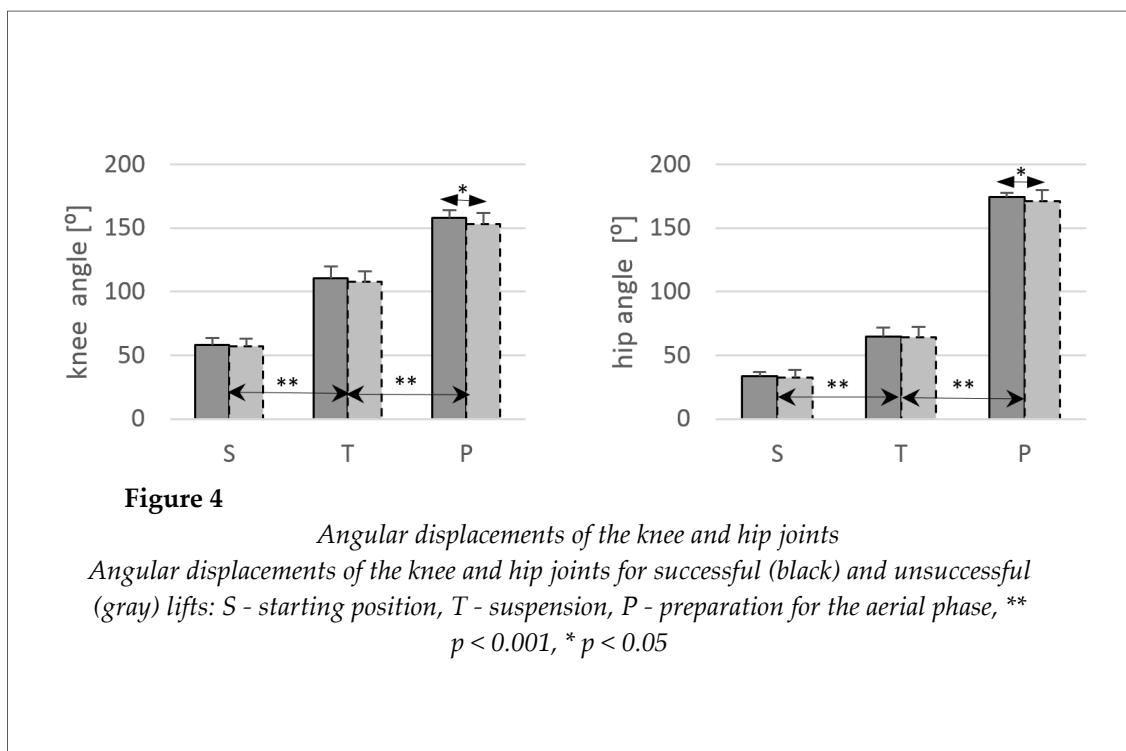 200
150
100
50
0
knee angle [º]
*
**
**
S T P
200
150
100
50
0
hip angle [º]
*
**
**
S T P
Figure 4
Angular displacements of the knee and hip joints
Angular displacements of the knee and hip joints for successful (black) and unsuccessful
(gray) lifts: S - starting position, T - suspension, P - preparation for the aerial phase, **
p < 0.001, * p < 0.05